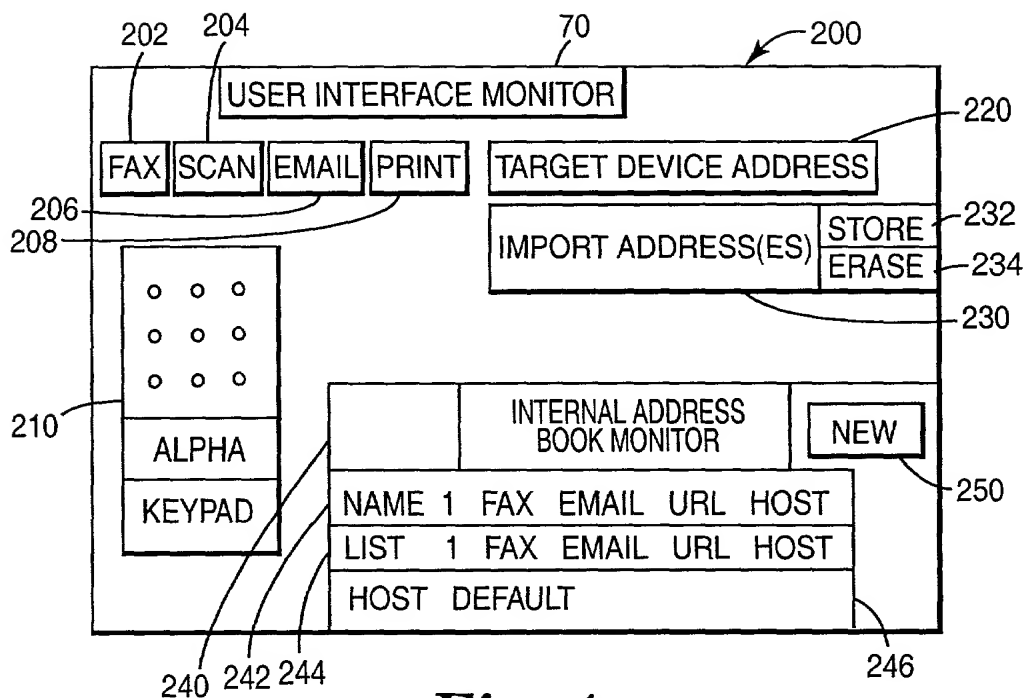 202
204
70
200
USER INTERFACE MONITOR
220
FAX SCAN EMAIL PRINT
TARGET DEVICE ADDRESS
206
208
IMPORT ADDRESS(ES)
STORE
232
ERASE
234
230
210
ALPHA
KEYPAD
INTERNAL ADDRESS
BOOK MONITOR
NEW
250
NAME 1 FAX EMAIL URL HOST
LIST 1 FAX EMAIL URL HOST
HOST DEFAULT
240
242
244
246